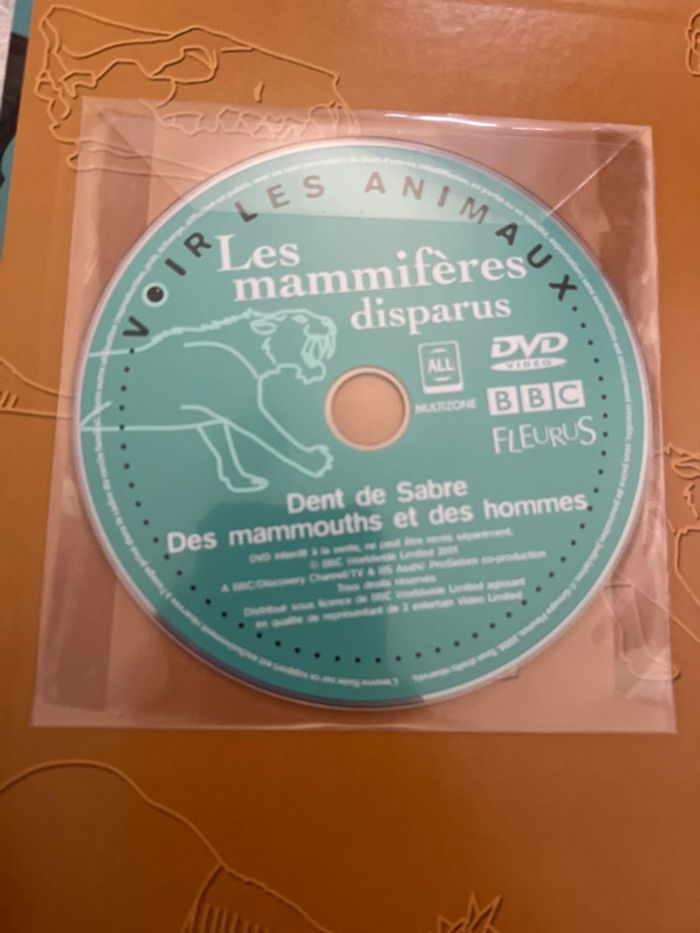 VOIR LES ANIMAUX
Les
mammifères
disparus
ALL
MULTIZONE
DVD
VIDEO
BBC
FLEURUS
Dent de Sabre
Des mammouths et des hommes
DVD interdit à la vente, ne peut être remis séparément.
© BBC Worldwide Limited 2001
A BBC/Discovery Channel/TV & BS Asahi/ ProSieben co-production
Tous droits réservés
Distribué sous licence de BBC Worldwide Limited agissant
en qualité de représentant de 2 entertain Video Limited